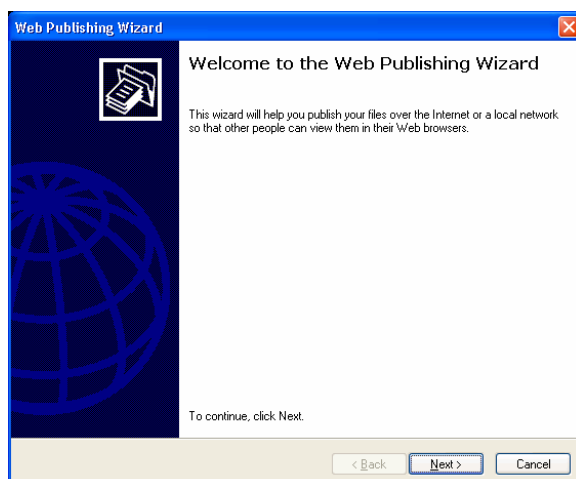 Web Publishing Wizard
Welcome to the Web Publishing Wizard
This wizard will help you publish your files over the Internet or a local network
so that other people can view them in their Web browsers.
To continue, click Next.
< Back
Next >
Cancel